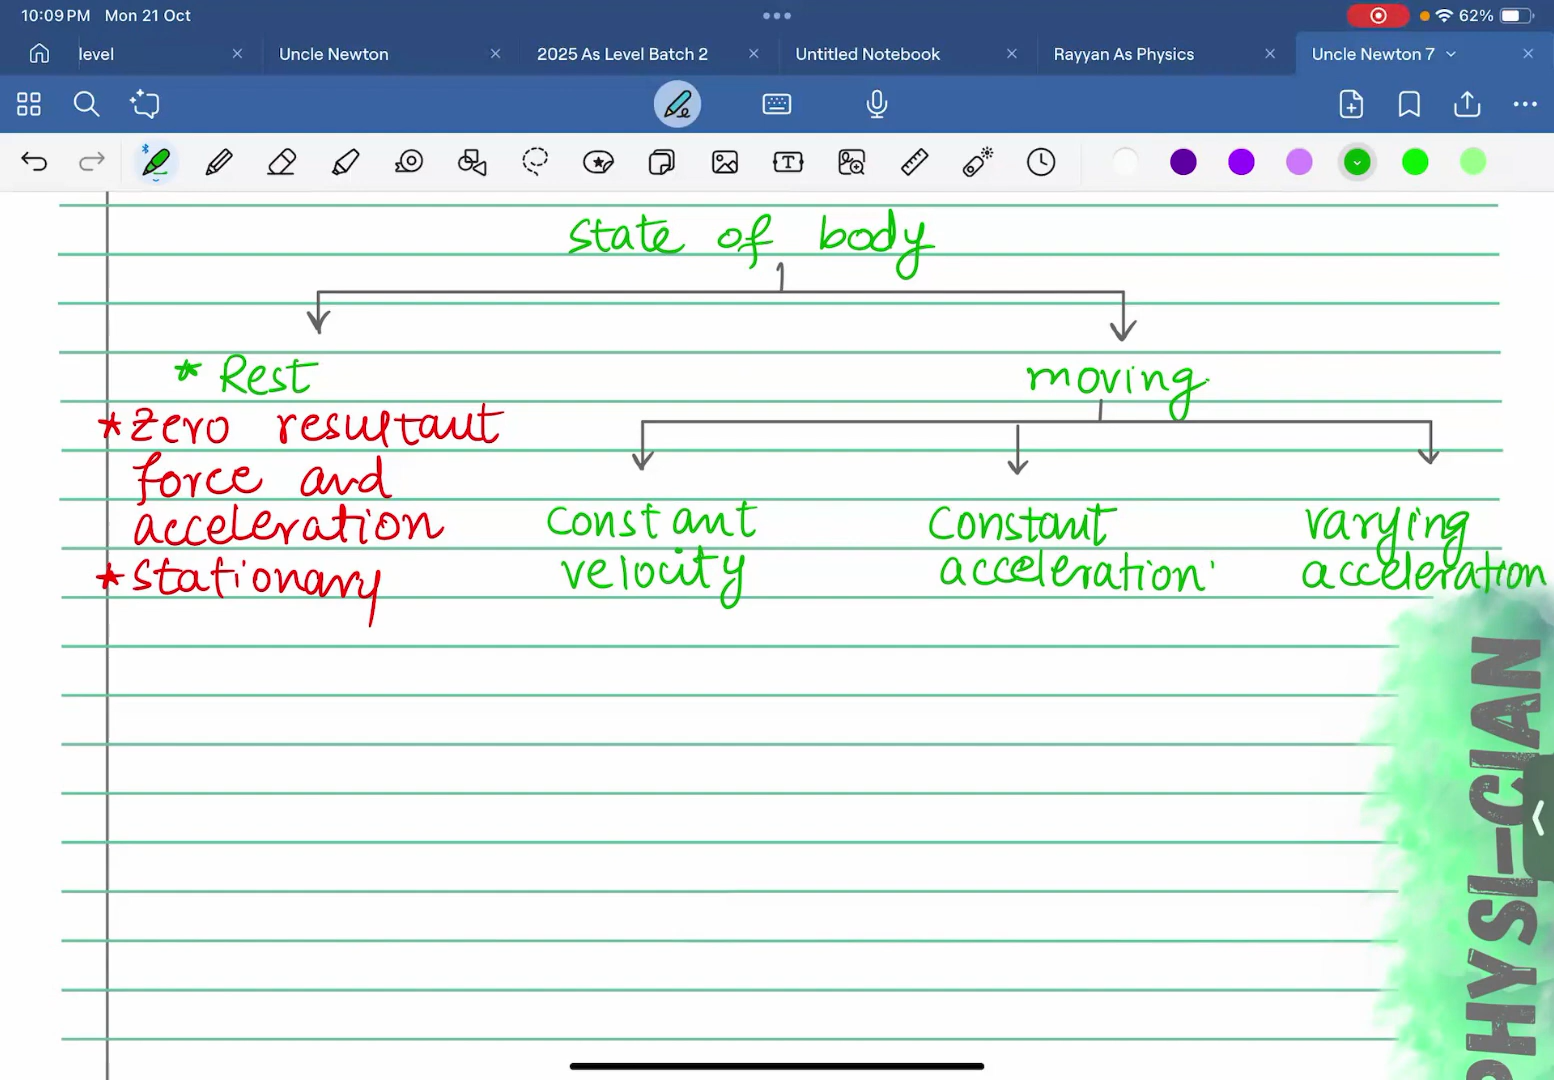 10:09 PM Mon 21 Oct
62%
level
Uncle Newton
2025 As Level Batch 2
Untitled Notebook
Rayyan As Physics
Uncle Newton 7
T
state of body
* Rest
moving
* Zero resultant
force and
acceleration
* stationary
Constant
velocity
Constant
acceleration
varying
acceleration
PHYSI-CIAN